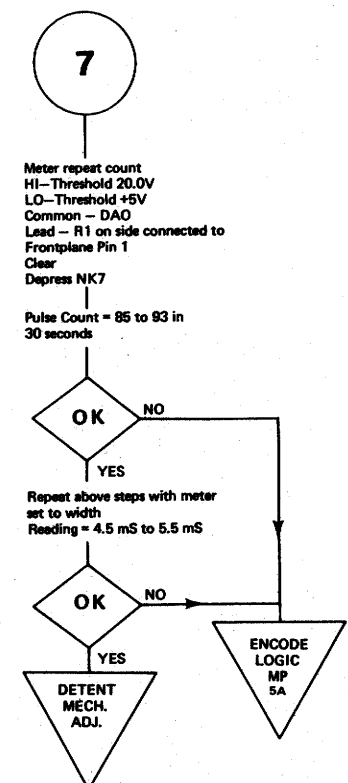 7
Meter repeat count
HI—Threshold 20.0V
LO—Threshold +5V
Common — DAO
Lead — R1 on side connected to
Frontplane Pin 1
Clear
Depress NK7
Pulse Count = 85 to 93 in
30 seconds
OK
NO
YES
Repeat above steps with meter
set to width
Reading = 4.5 mS to 5.5 mS
OK
NO
YES
DETENT
MECH.
ADJ.
ENCODE
LOGIC
MP
5A